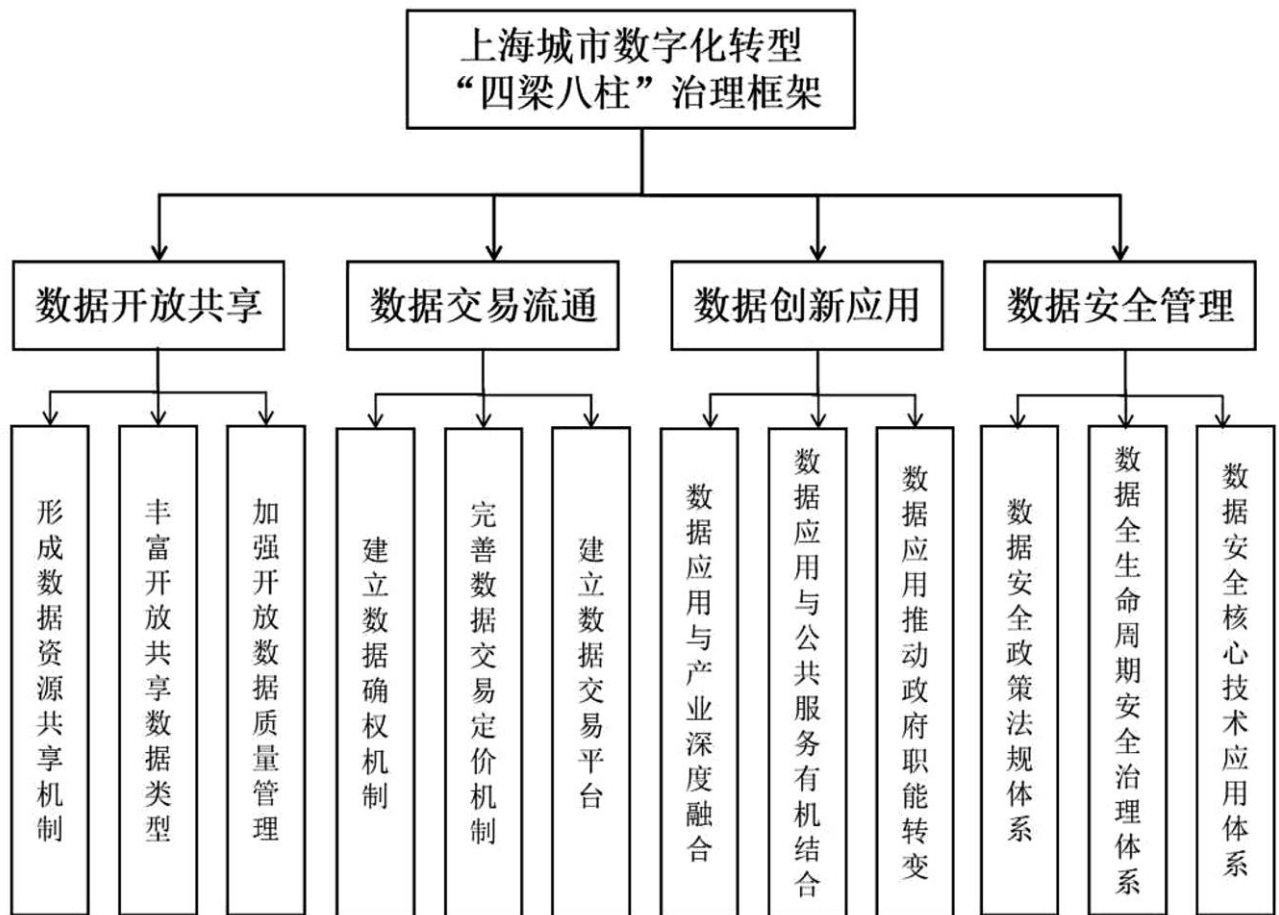 上海城市数字化转型
“四梁八柱”治理框架
数据开放共享
数据交易流通
数据创新应用
数据安全管理
形成数据资源共享机制
丰富开放共享数据类型
加强开放数据质量管理
建立数据确权机制
完善数据交易定价机制
建立数据交易平台
数据应用与产业深度融合
数据应用与公共服务有机结合
数据应用推动政府职能转变
数据安全政策法规体系
数据全生命周期安全治理体系
数据安全核心技术应用体系